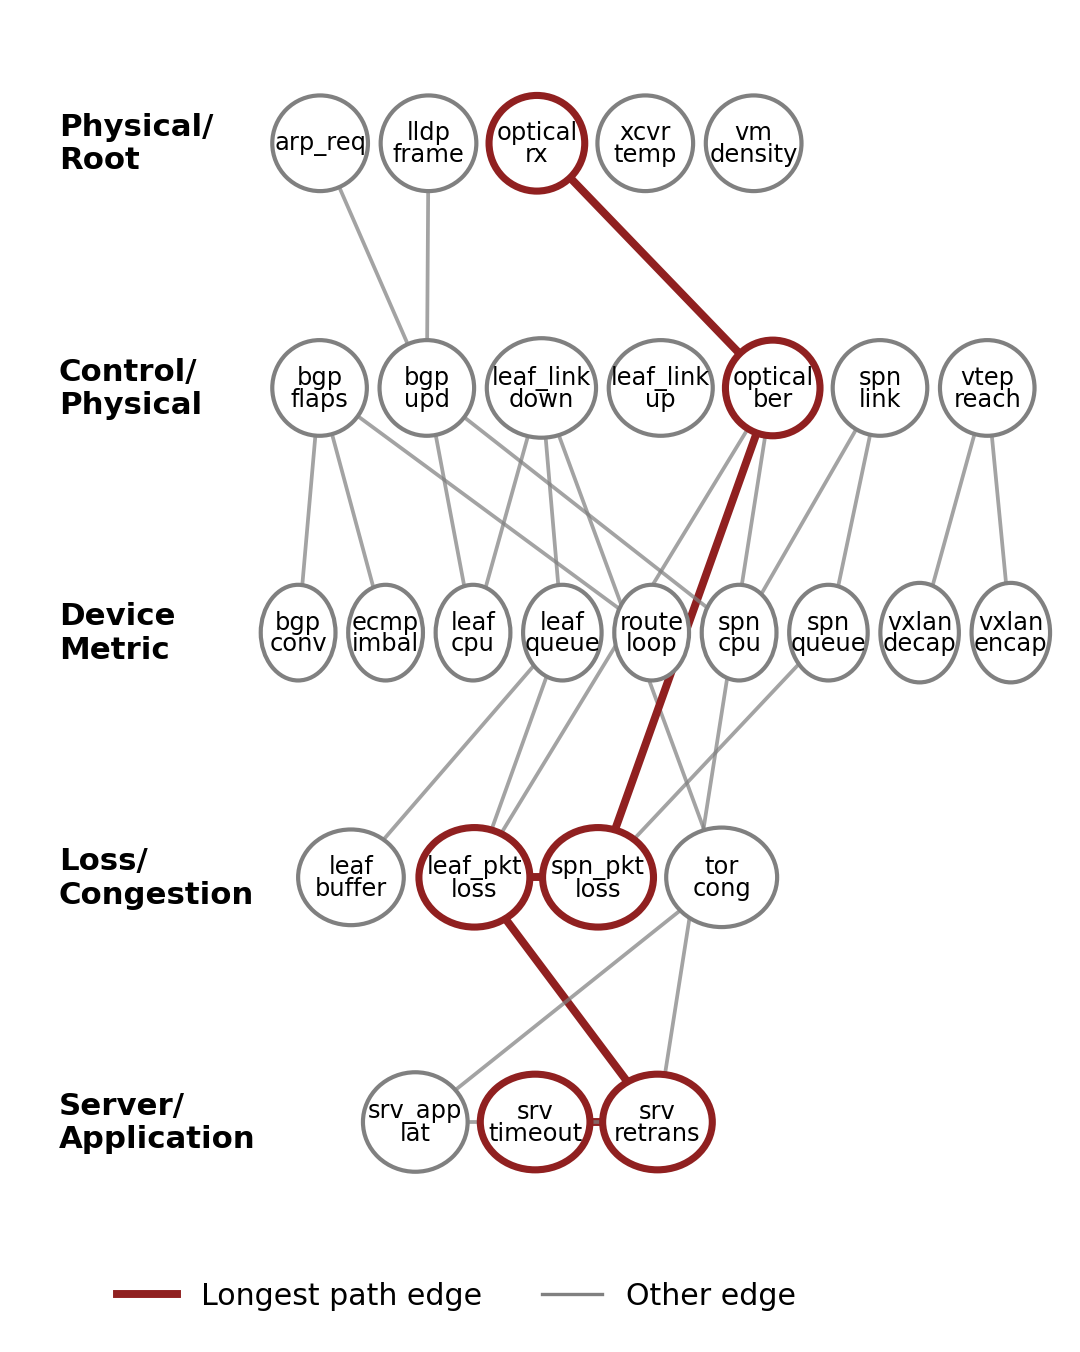 Physical/
Root
arp_req
lldp
frame
optical
rx
xcvr
temp
vm
density
Control/
Physical
bgp
flaps
bgp
upd
leaf_link
down
leaf_link
up
optical
ber
spn
link
vtep
reach
Device
Metric
bgp
conv
ecmp
imbal
leaf
cpu
leaf
queue
route
loop
spn
cpu
spn
queue
vxlan
decap
vxlan
encap
Loss/
Congestion
leaf
buffer
leaf_pkt
loss
spn_pkt
loss
tor
cong
Server/
Application
srv_app
lat
srv
timeout
srv
retrans
Longest path edge
Other edge